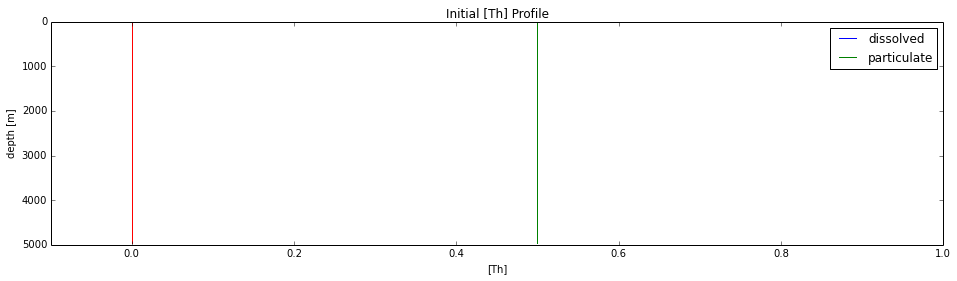 Initial [Th] Profile
dissolved
particulate
0
1000
2000
3000
4000
5000
depth [m]
0.0 0.2 0.4 0.6 0.8 1.0
[Th]